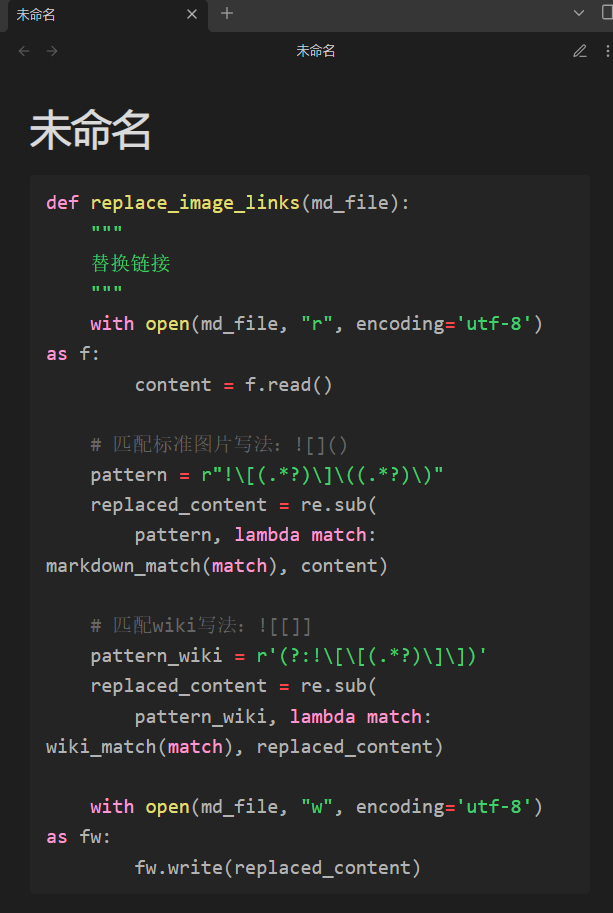 未命名
未命名
未命名
def replace_image_links(md_file):
    """
    替换链接
    """
    with open(md_file, "r", encoding='utf-8')
as f:
        content = f.read()
    # 匹配标准图片写法：![]()
    pattern = r"!\[(.*?)\]\((.*?)\)"
    replaced_content = re.sub(
        pattern, lambda match:
markdown_match(match), content)
    # 匹配wiki写法：![[]]
    pattern_wiki = r'(?:!\[\[(.*?)\]\])'
    replaced_content = re.sub(
        pattern_wiki, lambda match:
wiki_match(match), replaced_content)
    with open(md_file, "w", encoding='utf-8')
as fw:
        fw.write(replaced_content)